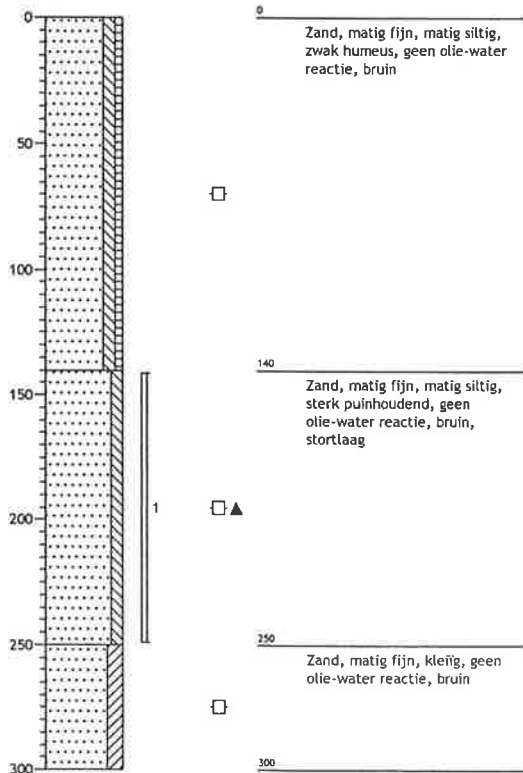 0
0
Zand, matig fijn, matig siltig,
zwak humeus, geen olie-water
reactie, bruin
50
100
140
150
Zand, matig fijn, matig siltig,
sterk puinhoudend, geen
olie-water reactie, bruin,
stortlaag
200
1
250
250
Zand, matig fijn, kleiïg, geen
olie-water reactie, bruin
300
300